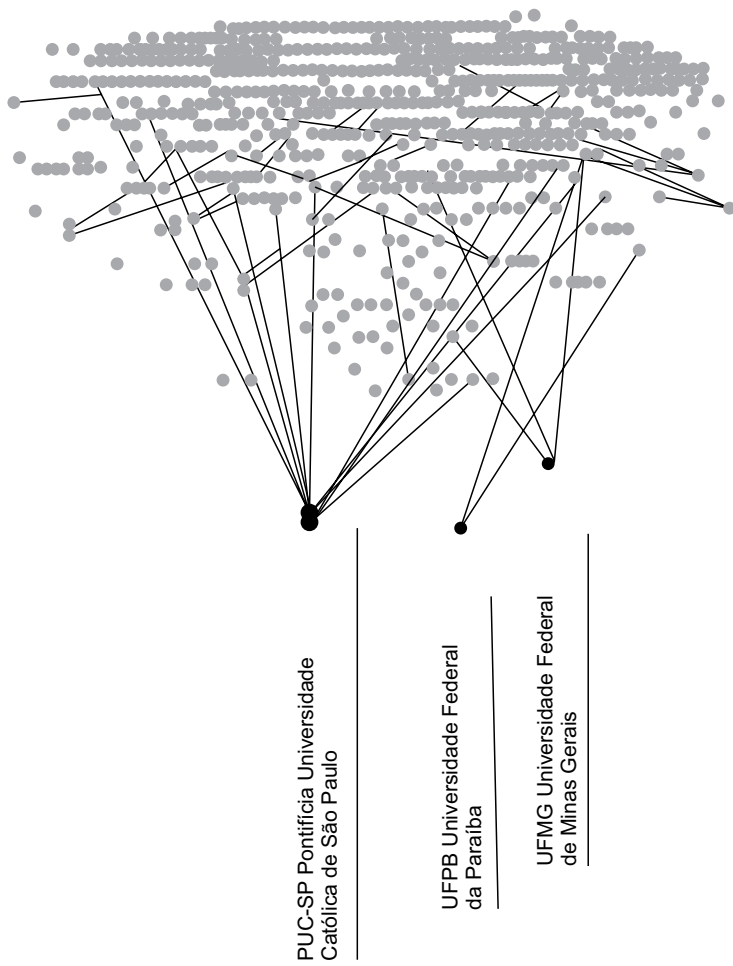 PUC-SP Pontifícia Universidade
Católica de São Paulo
UFPB Universidade Federal
da Paraíba
UFMG Universidade Federal
de Minas Gerais